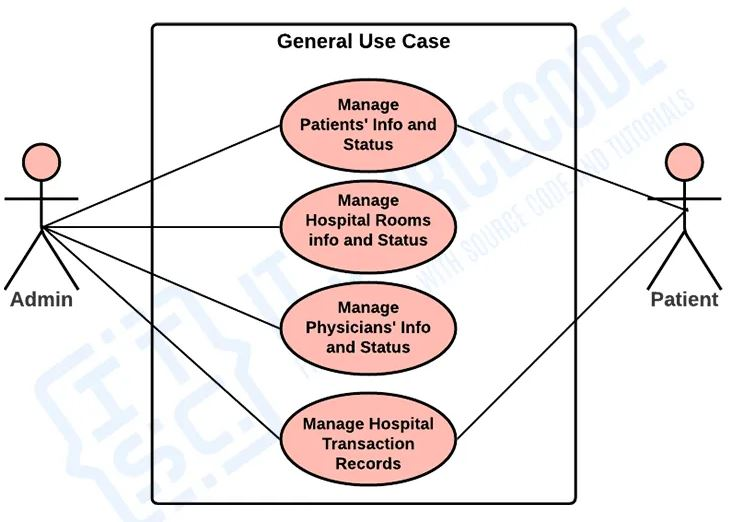 General Use Case
Manage
Patients' Info and
Status
Manage
Hospital Rooms
info and Status
Manage
Physicians' Info
and Status
Manage Hospital
Transaction
Records
Admin
Patient